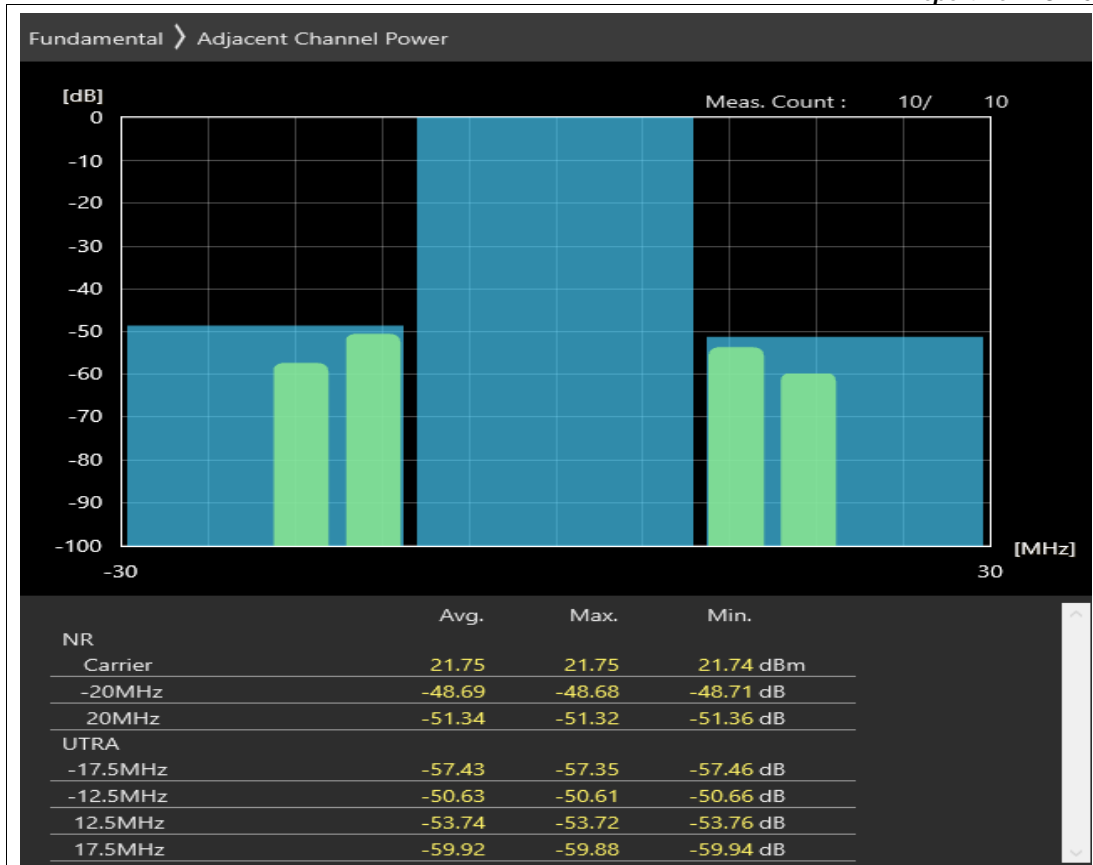 Fundamental ❯ Adjacent Channel Power
[dB]
Meas. Count : 10/ 10
0
-10
-20
-30
-40
-50
-60
-70
-80
-90
-100
[MHz]
-30 30
Avg. Max. Min.
NR
Carrier 21.75 21.75 21.74 dBm
-20MHz -48.69 -48.68 -48.71 dB
20MHz -51.34 -51.32 -51.36 dB
UTRA
-17.5MHz -57.43 -57.35 -57.46 dB
-12.5MHz -50.63 -50.61 -50.66 dB
12.5MHz -53.74 -53.72 -53.76 dB
17.5MHz -59.92 -59.88 -59.94 dB